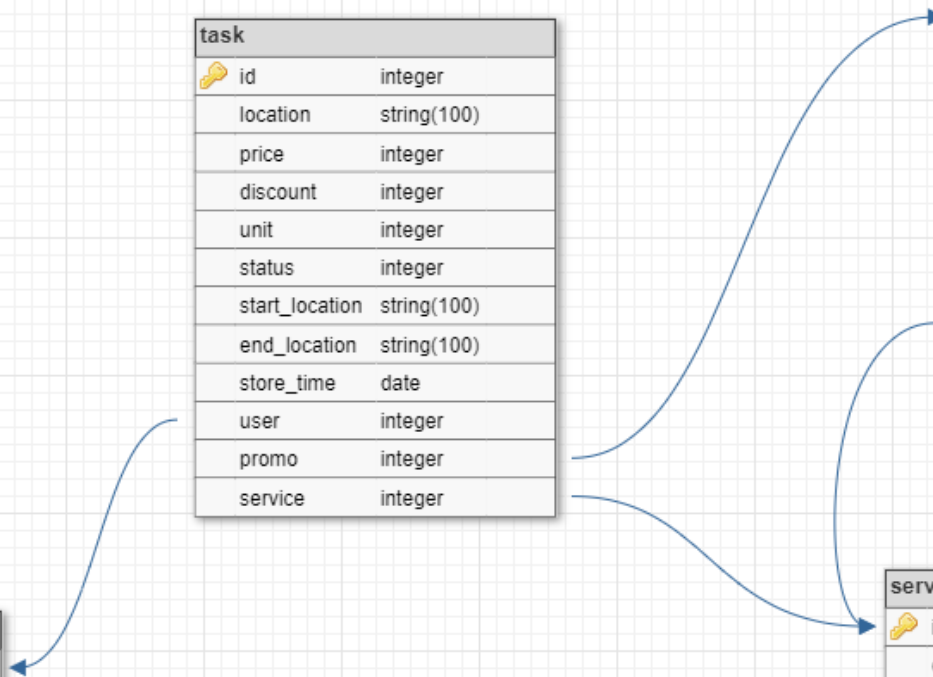 task
id integer
location string(100)
price integer
discount integer
unit integer
status integer
start_location string(100)
end_location string(100)
store_time date
user integer
promo integer
service integer
serv